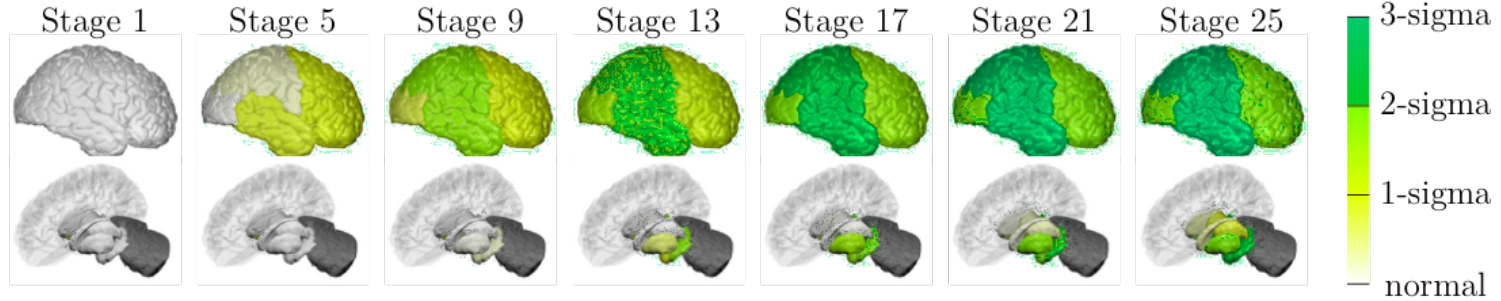 Stage 1 Stage 5 Stage 9 Stage 13 Stage 17 Stage 21 Stage 25
3-sigma
2-sigma
1-sigma
normal